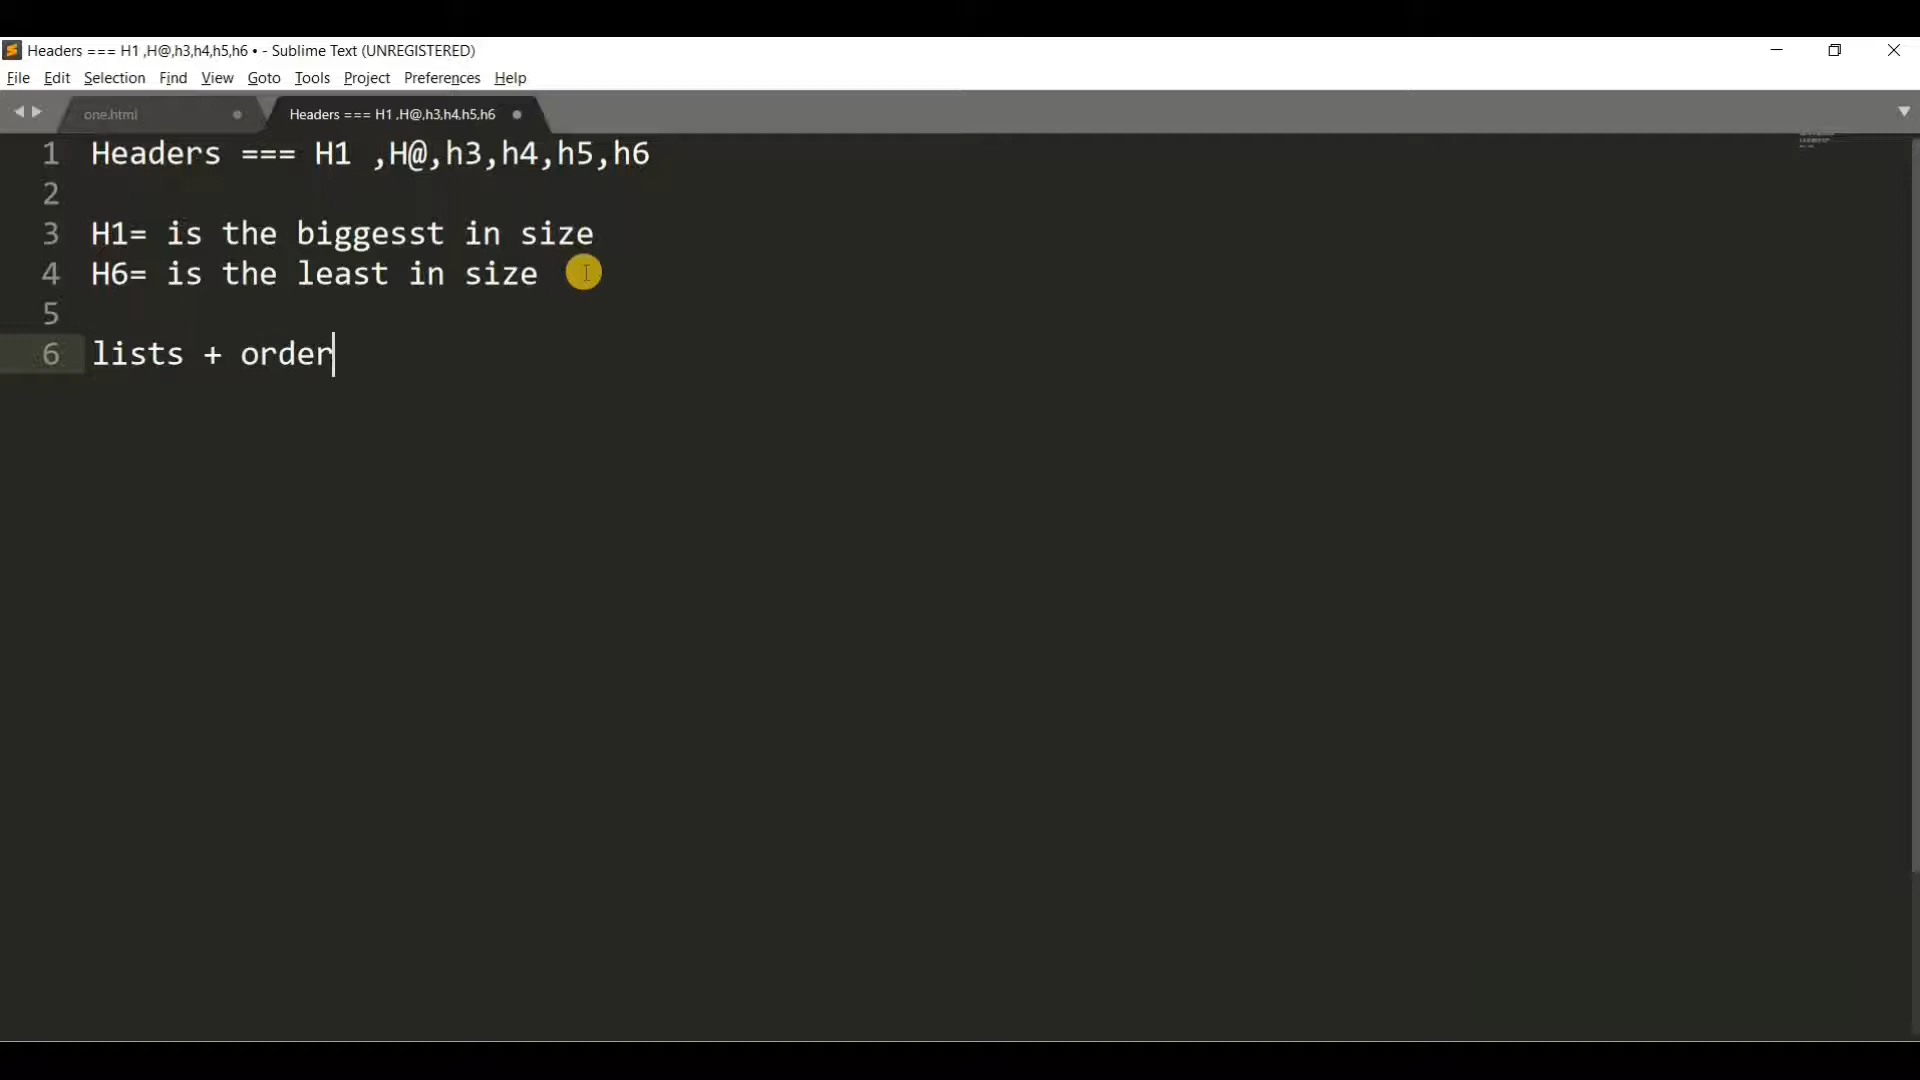 Headers === H1 ,H@,h3,h4,h5,h6 • - Sublime Text (UNREGISTERED)
File Edit Selection Find View Goto Tools Project Preferences Help
one.html Headers === H1 ,H@,h3,h4,h5,h6
1 Headers === H1 ,H@,h3,h4,h5,h6
2
3 H1= is the biggesst in size
4 H6= is the least in size
5
6 lists + order